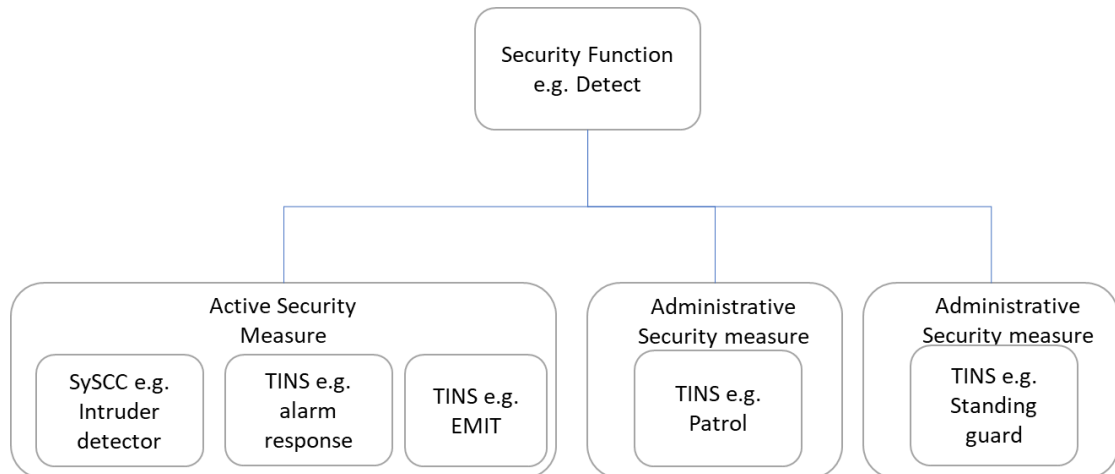 Security Function
e.g. Detect
Active Security
Measure
SySCC e.g.
Intruder
detector
TINS e.g.
alarm
response
TINS e.g.
EMIT
Administrative
Security measure
TINS e.g.
Patrol
Administrative
Security measure
TINS e.g.
Standing
guard